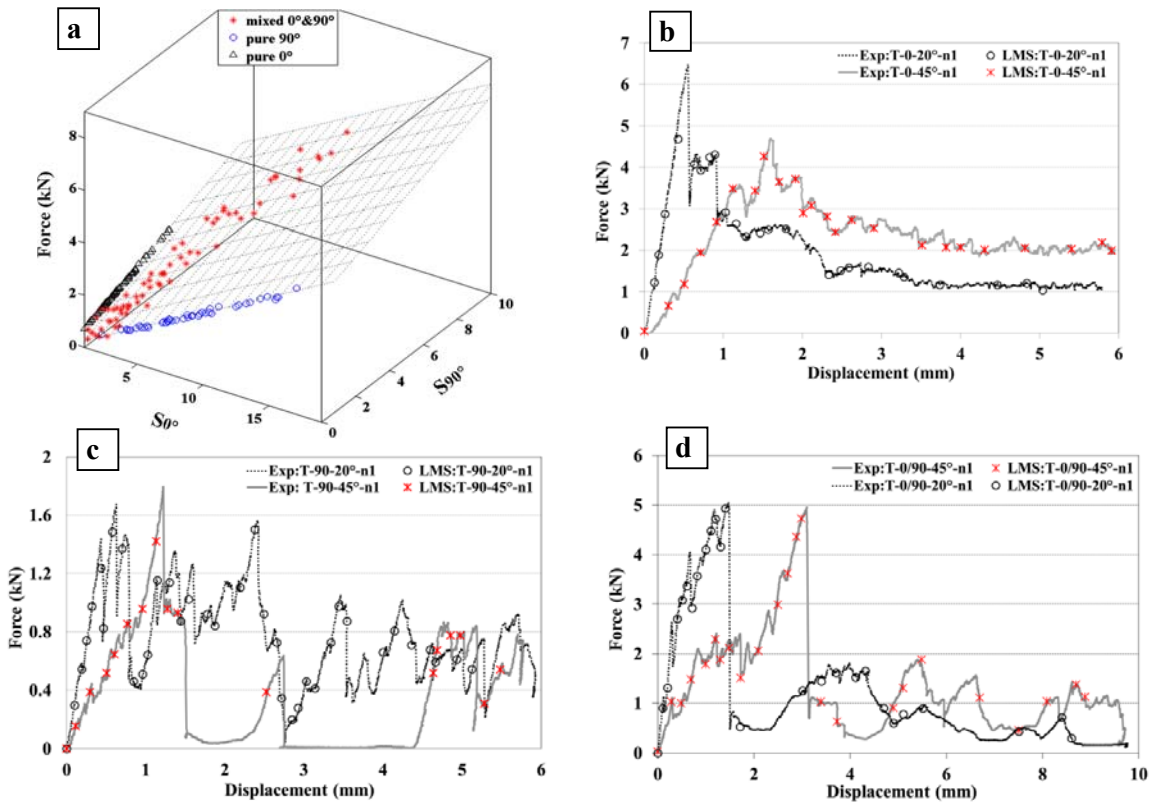 a
mixed 0°&90°
pure 90°
pure 0°
Force (kN)
8
6
4
2
0
5
10
15
S0°
0
2
4
6
8
10
S90°
b
Exp:T-0-20°-n1
LMS:T-0-20°-n1
Exp:T-0-45°-n1
LMS:T-0-45°-n1
Force (kN)
7
6
5
4
3
2
1
0
0 1 2 3 4 5 6
Displacement (mm)
c
Exp:T-90-20°-n1
LMS:T-90-20°-n1
Exp: T-90-45°-n1
LMS:T-90-45°-n1
Force (kN)
2
1.6
1.2
0.8
0.4
0
0 1 2 3 4 5 6
Displacement (mm)
d
Exp:T-0/90-45°-n1
LMS:T-0/90-45°-n1
Exp:T-0/90-20°-n1
LMS:T-0/90-20°-n1
Force (kN)
6
5
4
3
2
1
0
0 2 4 6 8 10
Displacement (mm)